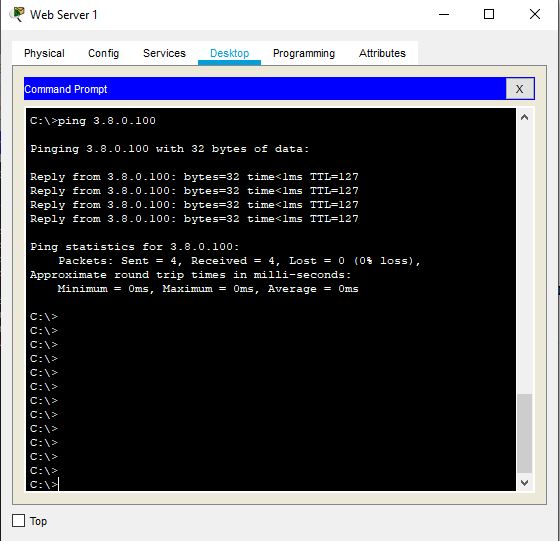 Web Server 1
Physical Config Services Desktop Programming Attributes
Command Prompt X
C:\>ping 3.8.0.100
Pinging 3.8.0.100 with 32 bytes of data:
Reply from 3.8.0.100: bytes=32 time<1ms TTL=127
Reply from 3.8.0.100: bytes=32 time<1ms TTL=127
Reply from 3.8.0.100: bytes=32 time<1ms TTL=127
Reply from 3.8.0.100: bytes=32 time<1ms TTL=127
Ping statistics for 3.8.0.100:
Packets: Sent = 4, Received = 4, Lost = 0 (0% loss),
Approximate round trip times in milli-seconds:
Minimum = 0ms, Maximum = 0ms, Average = 0ms
C:\>
C:\>
C:\>
C:\>
C:\>
C:\>
C:\>
C:\>
C:\>
C:\>
C:\>
C:\>
C:\>
Top